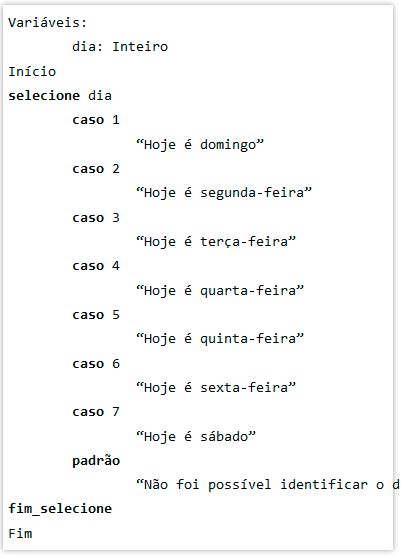 Variáveis:
dia: Inteiro
Início
selecione dia
caso 1
“Hoje é domingo”
caso 2
“Hoje é segunda-feira”
caso 3
“Hoje é terça-feira”
caso 4
“Hoje é quarta-feira”
caso 5
“Hoje é quinta-feira”
caso 6
“Hoje é sexta-feira”
caso 7
“Hoje é sábado”
padrão
“Não foi possível identificar o
fim_selecione
Fim